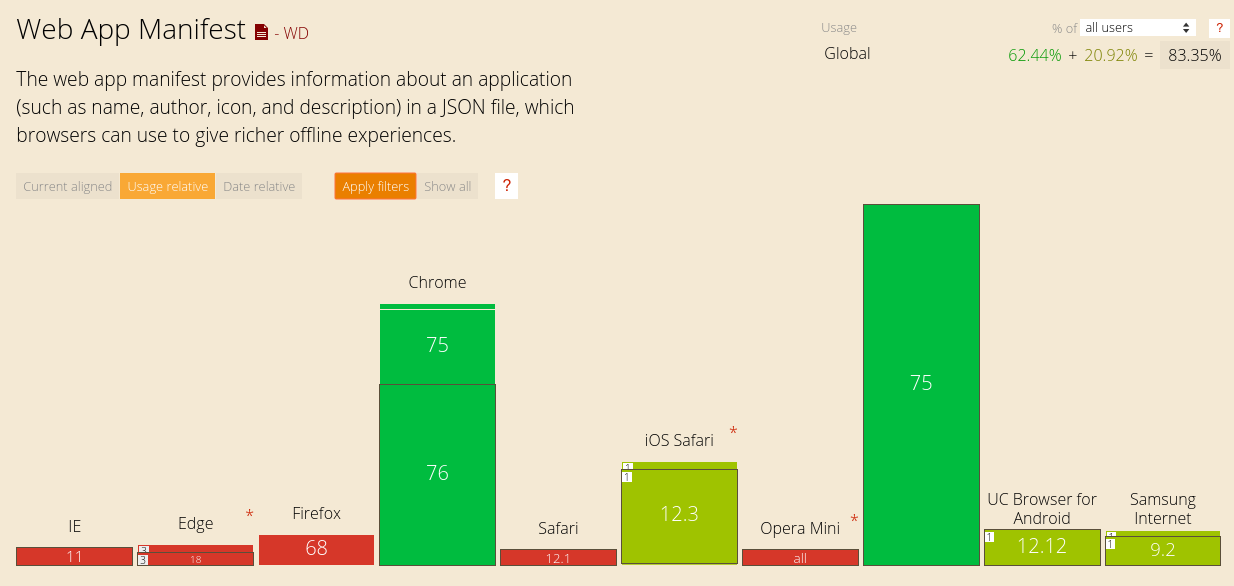 Web App Manifest - WD
Usage
% of all users
?
Global
62.44% + 20.92% = 83.35%
The web app manifest provides information about an application
(such as name, author, icon, and description) in a JSON file, which
browsers can use to give richer offline experiences.
Current aligned
Usage relative
Date relative
Apply filters
Show all
?
IE
11
Edge *
3
3
18
Firefox
68
Chrome
75
76
Safari
12.1
iOS Safari *
1
1
12.3
Opera Mini *
all
75
UC Browser for
Android
1
12.12
Samsung
Internet
1
1
9.2